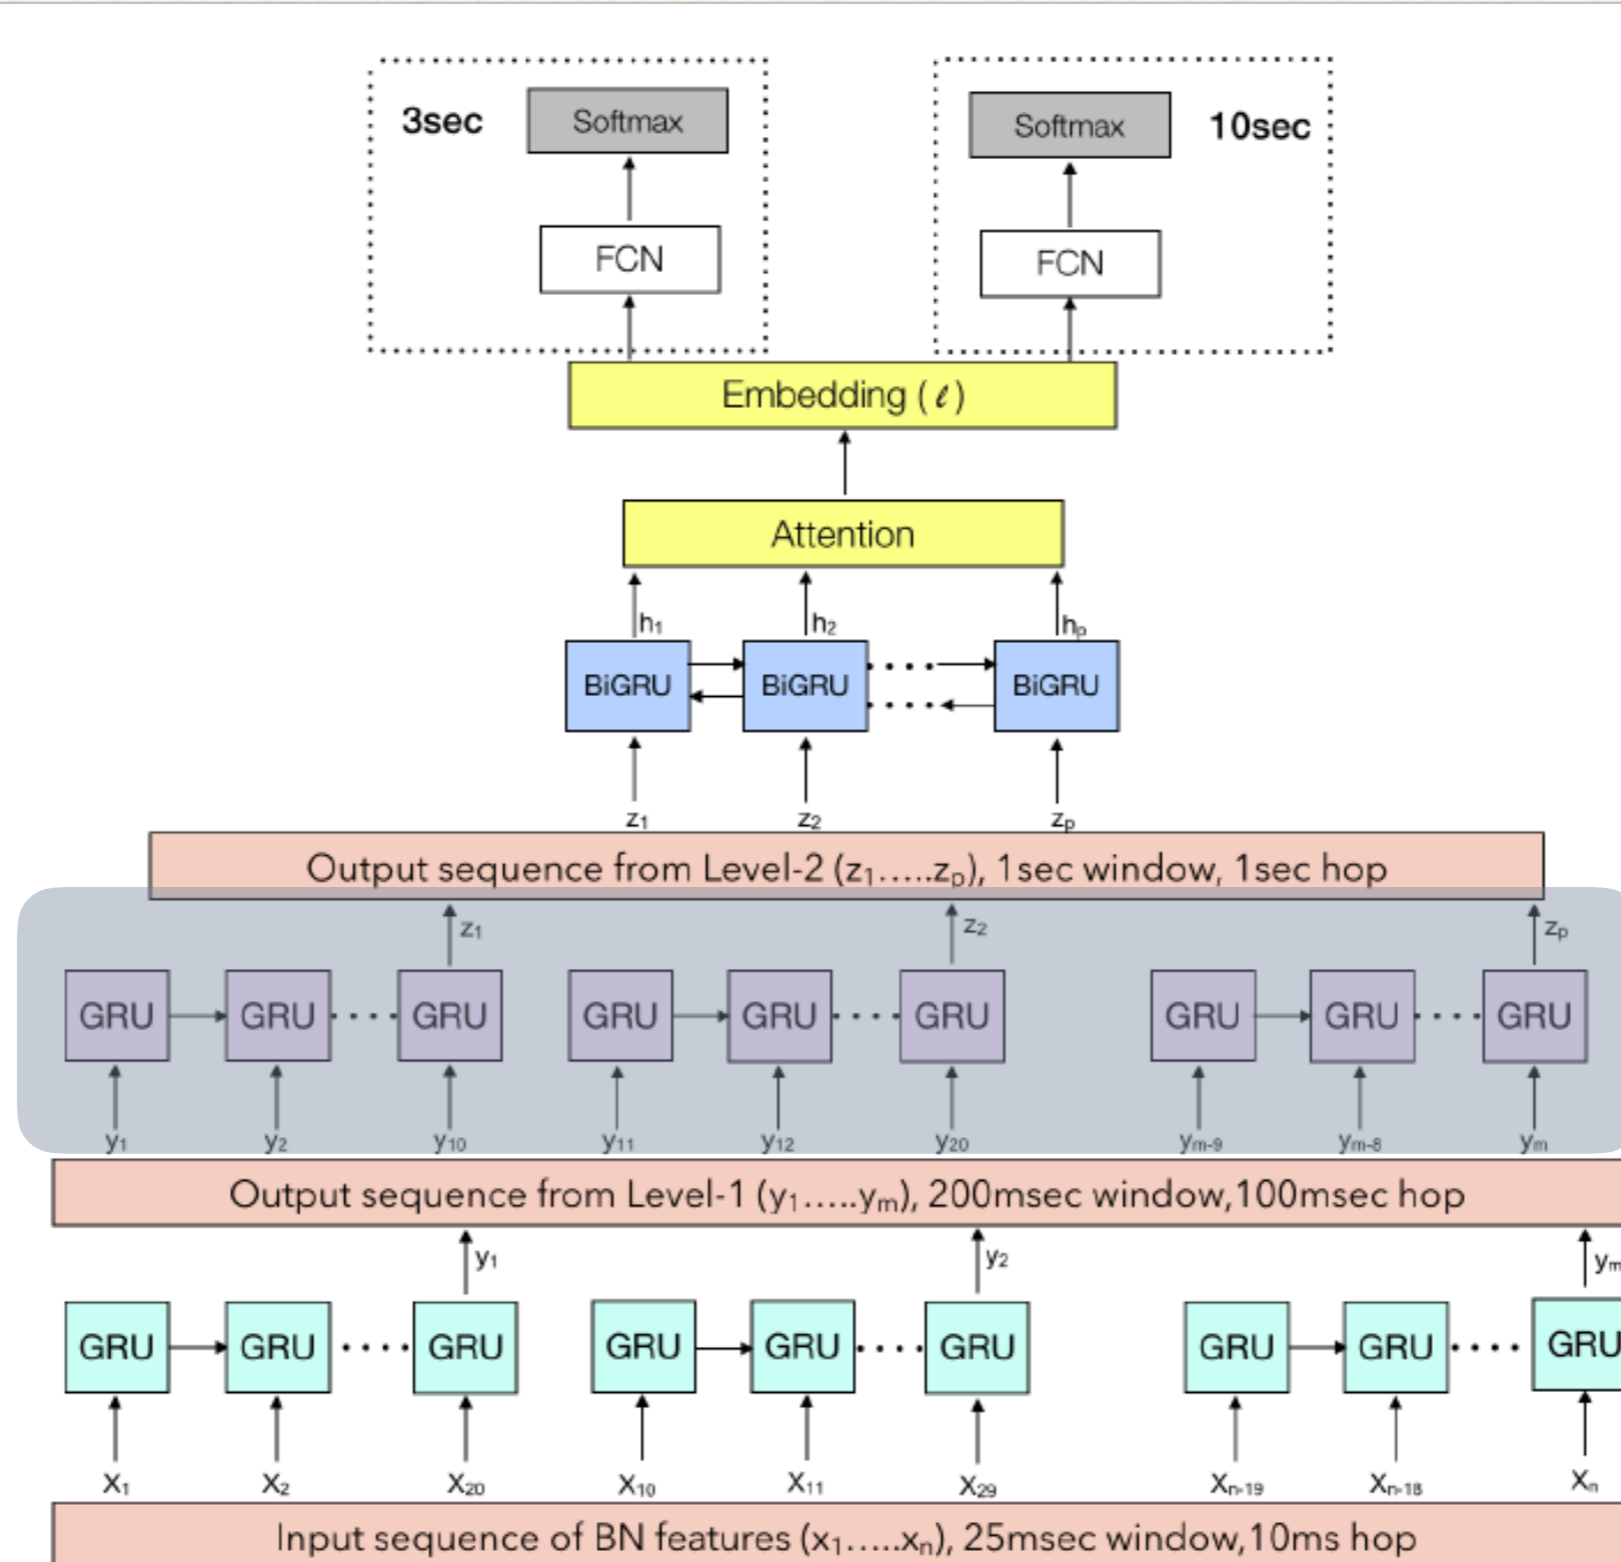 3sec Softmax Softmax 10sec
FCN FCN
Embedding (ℓ)
Attention
h₁ h₂ hₚ
BiGRU BiGRU BiGRU
z₁ z₂ zₚ
Output sequence from Level-2 (z₁.....zₚ), 1sec window, 1sec hop
z₁ z₂ zₚ
GRU GRU GRU GRU GRU GRU GRU GRU GRU
y₁ y₂ y₁₀ y₁₁ y₁₂ y₂₀ yₘ₋₉ yₘ₋₈ yₘ
Output sequence from Level-1 (y₁.....yₘ), 200msec window,100msec hop
y₁ y₂ yₘ
GRU GRU GRU GRU GRU GRU GRU GRU GRU
X₁ X₂ X₂₀ X₁₀ X₁₁ X₂₉ Xₙ₋₁₉ Xₙ₋₁₈ Xₙ
Input sequence of BN features (x₁.....xₙ), 25msec window,10ms hop